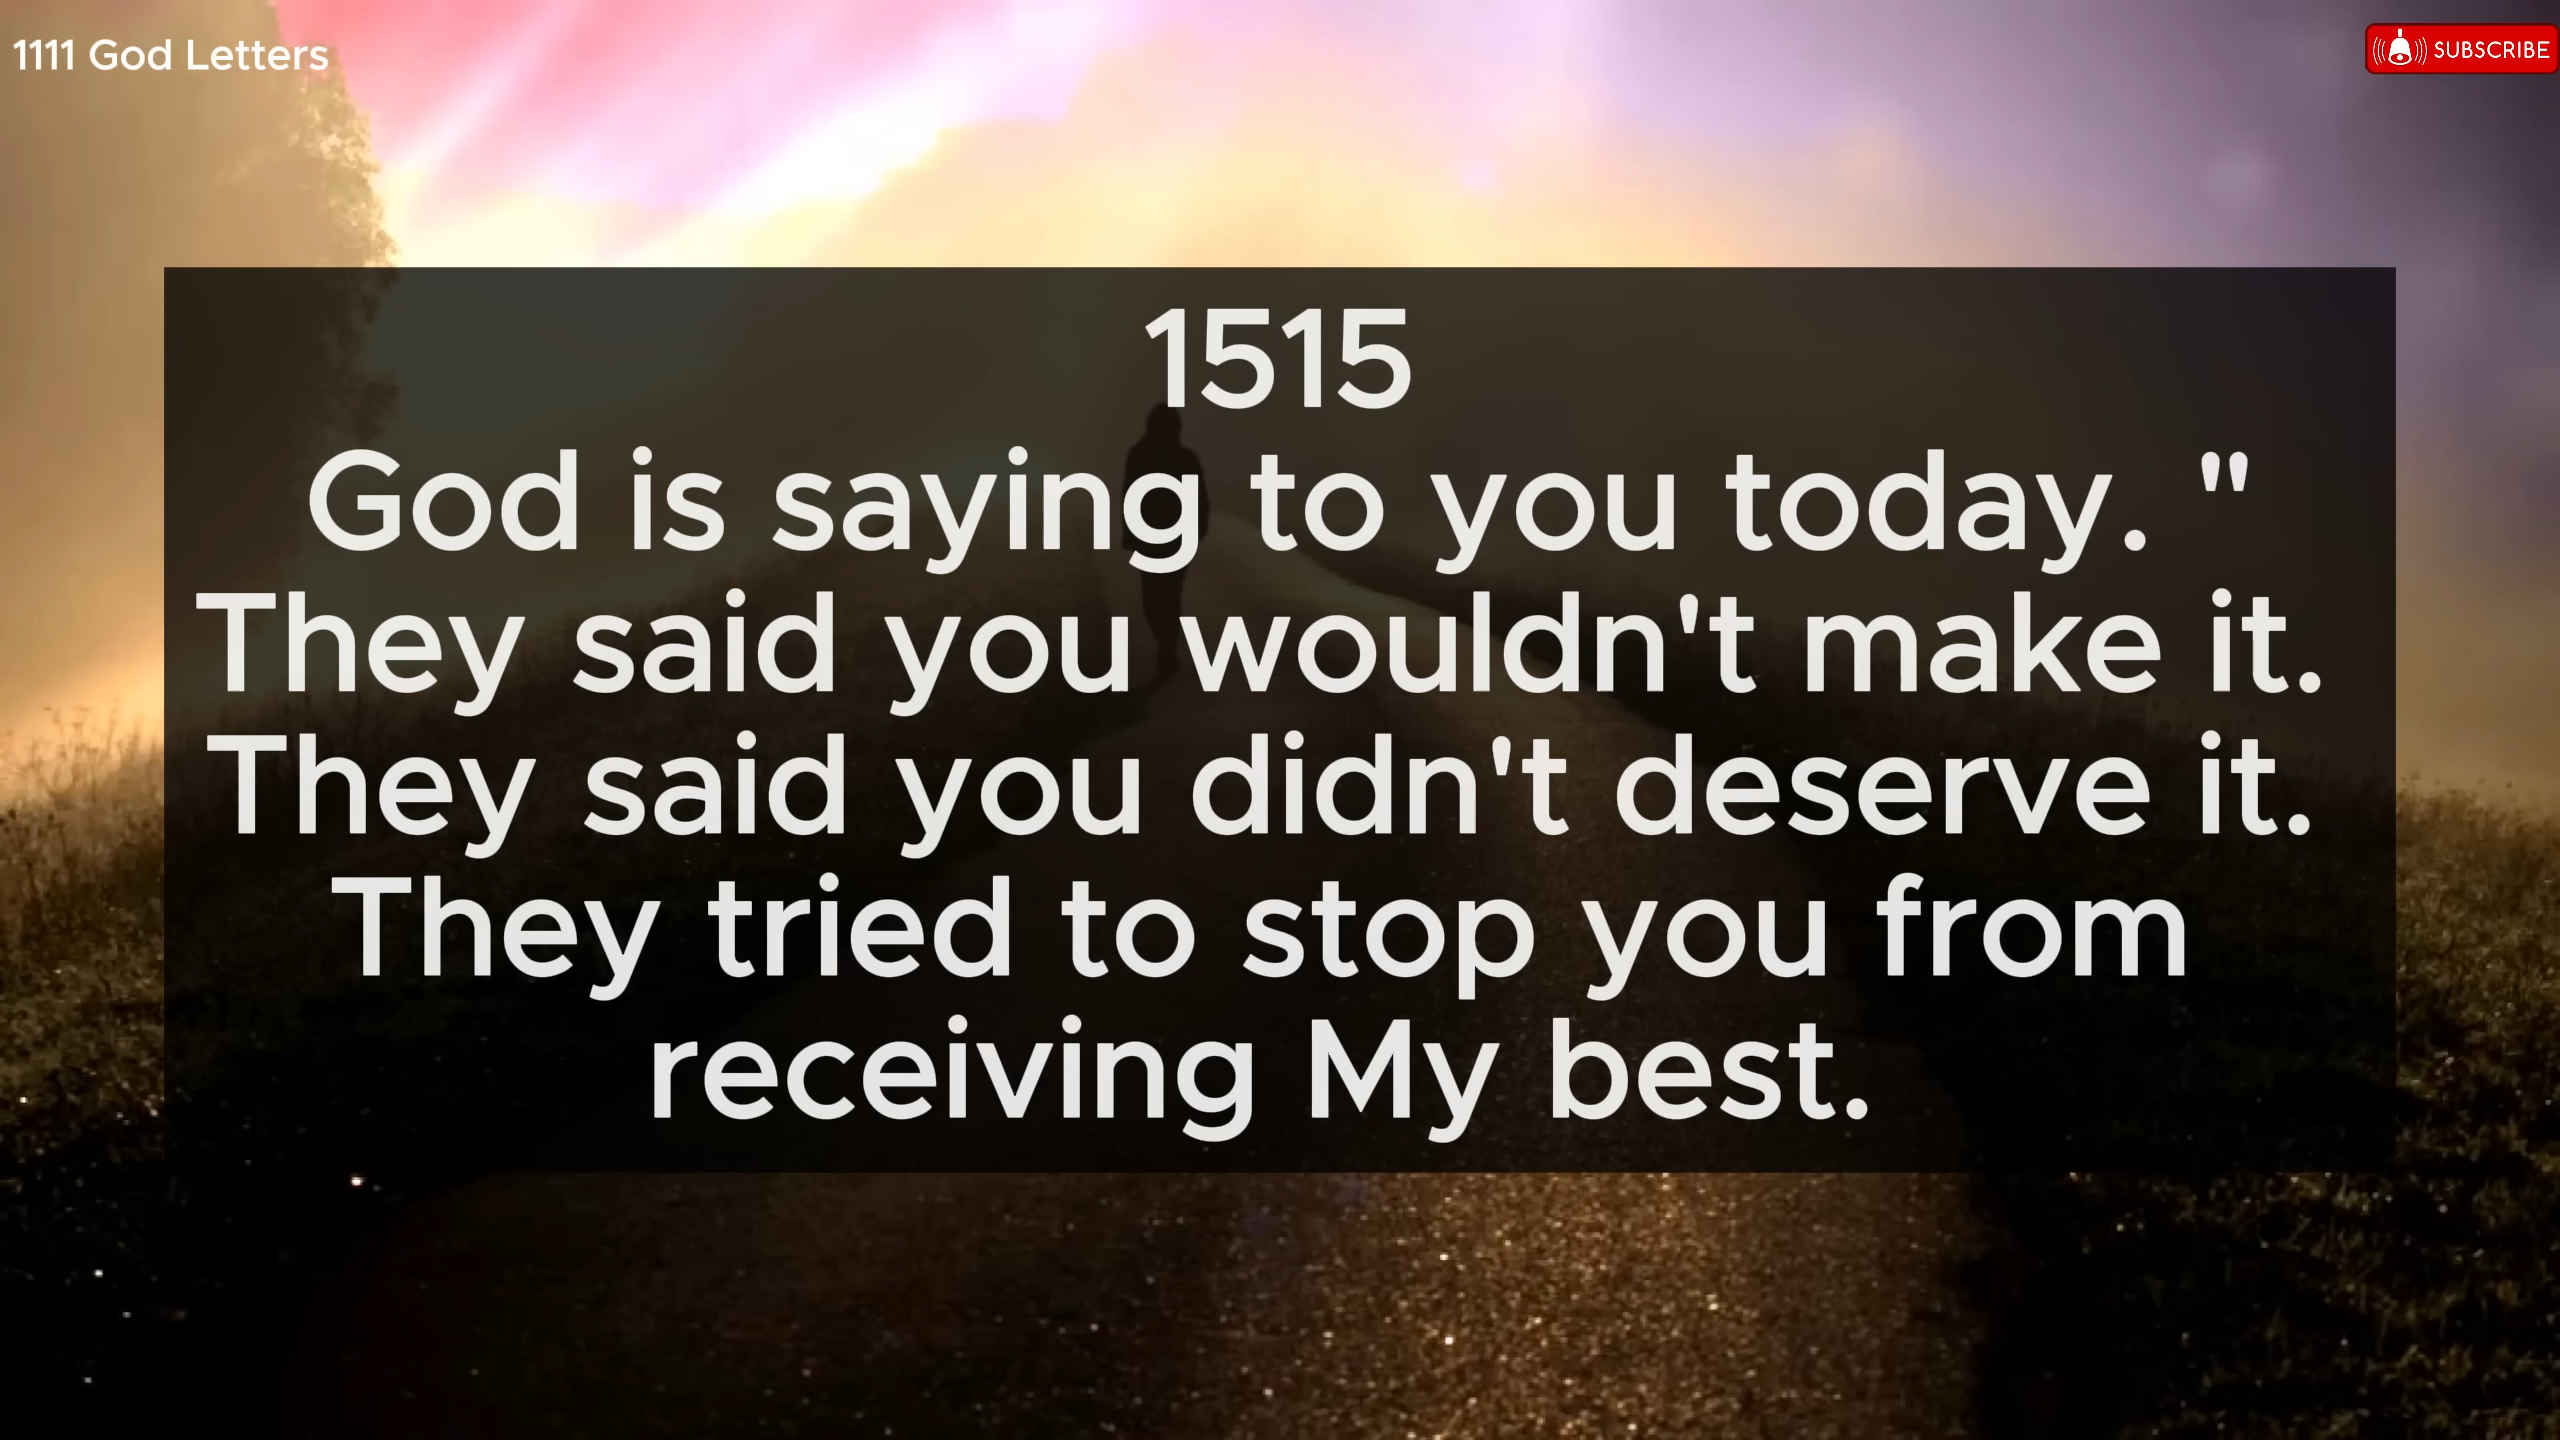 1111 God Letters
SUBSCRIBE
1515
God is saying to you today. "
They said you wouldn't make it.
They said you didn't deserve it.
They tried to stop you from
receiving My best.